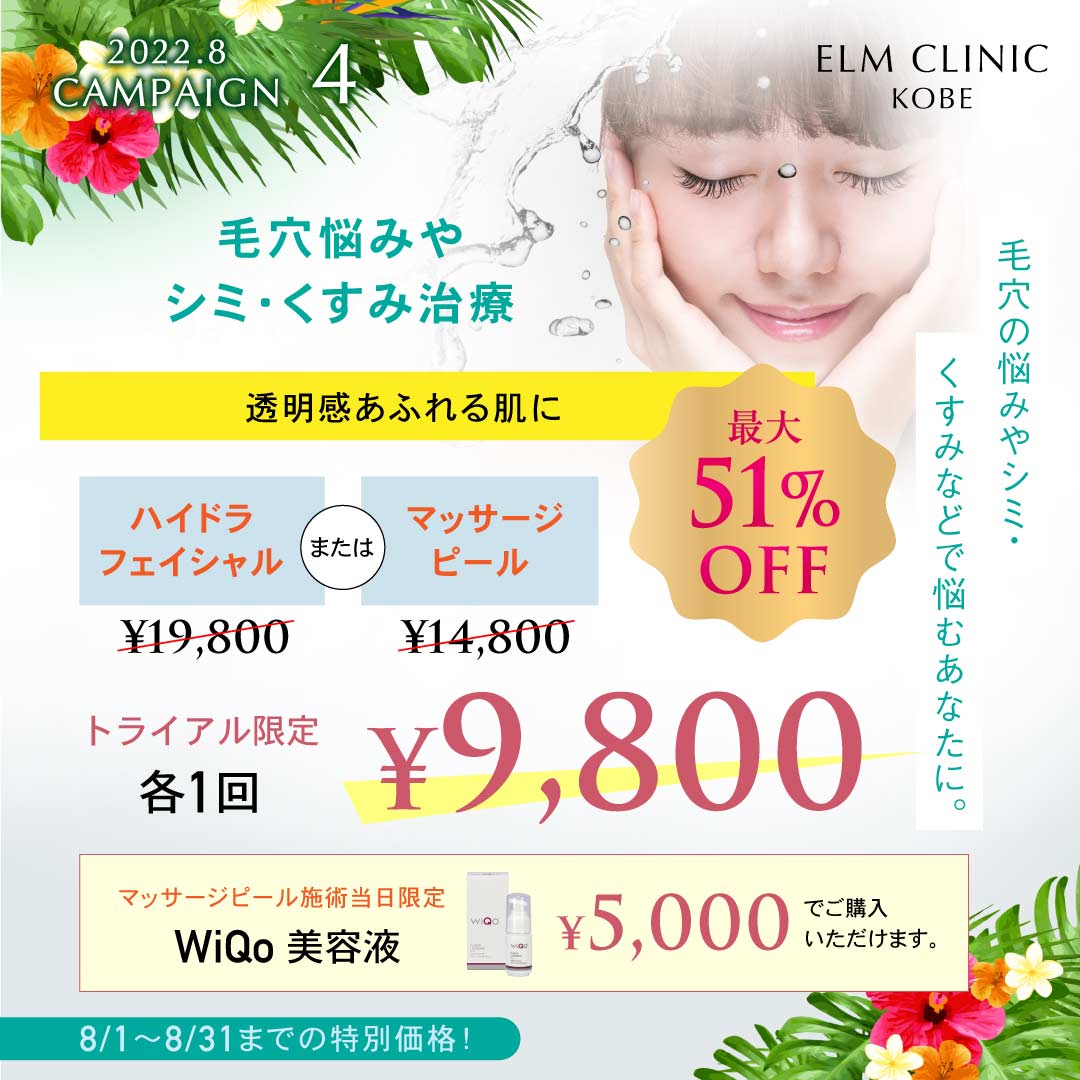 2022.8
CAMPAIGN 4
ELM CLINIC
KOBE
毛穴悩みや
シミ・くすみ治療
毛穴の悩みやシミ・
くすみなどで悩むあなたに。
透明感あふれる肌に
最大
51%
OFF
ハイドラ
フェイシャル
または
マッサージ
ピール
¥19,800
¥14,800
トライアル限定
各1回
¥9,800
マッサージピール施術当日限定
WiQo 美容液
WiQo
WiQo
¥5,000
でご購入
いただけます。
8/1〜8/31までの特別価格!